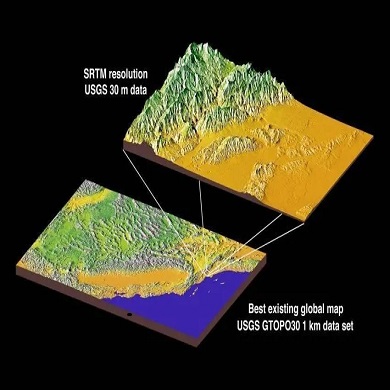 SRTM resolution
USGS 30 m data
Best existing global map
USGS GTOPO30 1 km data set